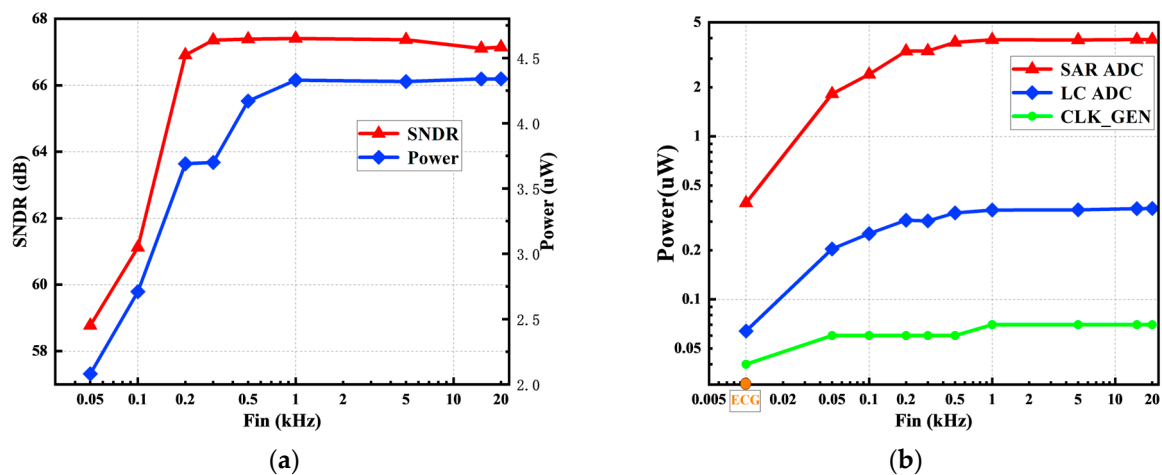 68
66
64
62
60
58
SNDR (dB)
4.5
4.0
3.5
3.0
2.5
2.0
Power (uW)
SNDR
Power
0.05 0.1 0.2 0.5 1 2 5 10 20
Fin (kHz)
(a)
5
2
1
0.5
0.2
0.1
0.05
Power(uW)
SAR ADC
LC ADC
CLK_GEN
0.005 0.02 0.05 0.1 0.2 0.5 1 2 5 10 20
ECG
Fin (kHz)
(b)